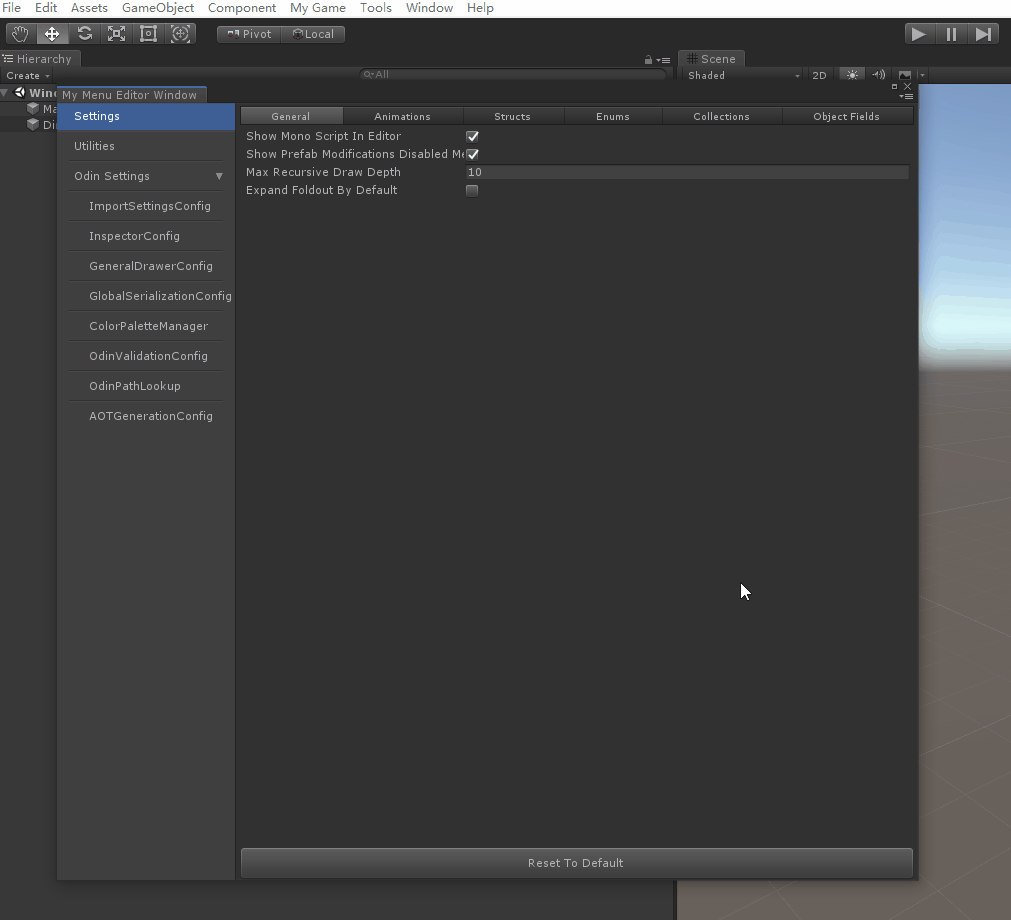 File Edit Assets GameObject Component My Game Tools Window Help
Pivot Local
Hierarchy Scene
Create All Shaded 2D
My Menu Editor Window
Settings
Utilities
Odin Settings
ImportSettingsConfig
InspectorConfig
GeneralDrawerConfig
GlobalSerializationConfig
ColorPaletteManager
OdinValidationConfig
OdinPathLookup
AOTGenerationConfig
General Animations Structs Enums Collections Object Fields
Show Mono Script In Editor
Show Prefab Modifications Disabled Me
Max Recursive Draw Depth 10
Expand Foldout By Default
Reset To Default